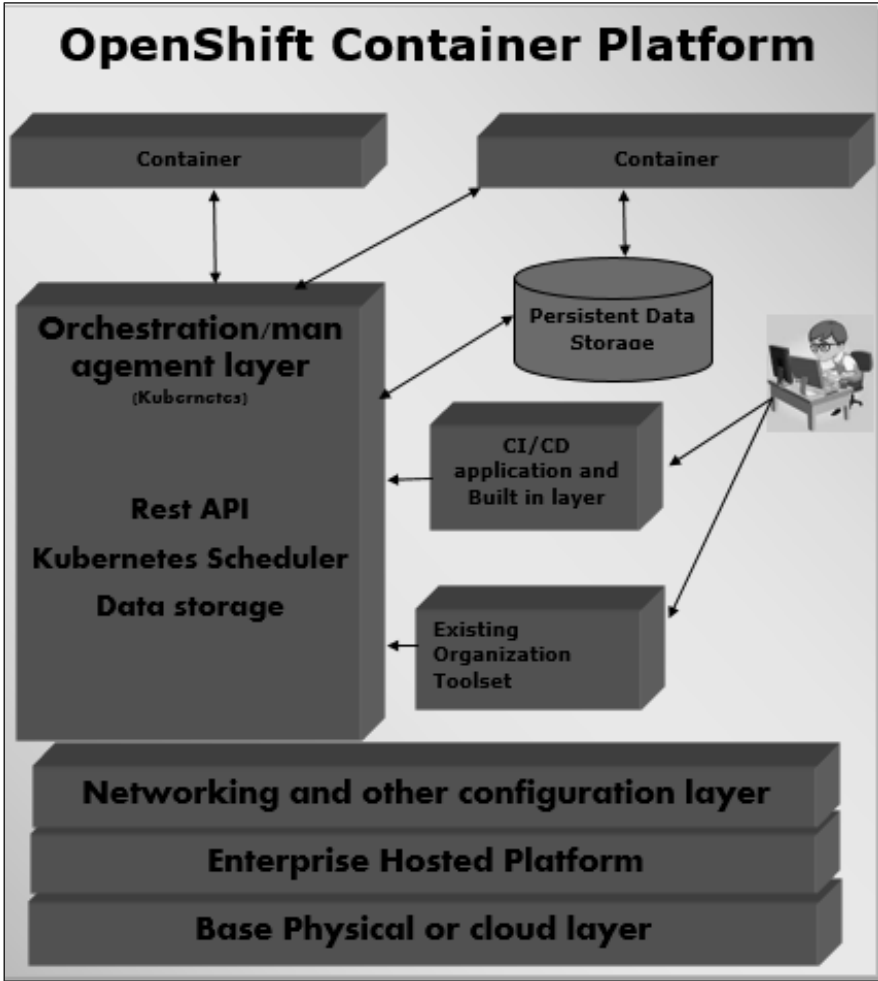 OpenShift Container Platform
Container
Container
Orchestration/man
agement layer
(Kubernetes)
Rest API
Kubernetes Scheduler
Data storage
Persistent Data
Storage
CI/CD
application and
Built in layer
Existing
Organization
Toolset
Networking and other configuration layer
Enterprise Hosted Platform
Base Physical or cloud layer